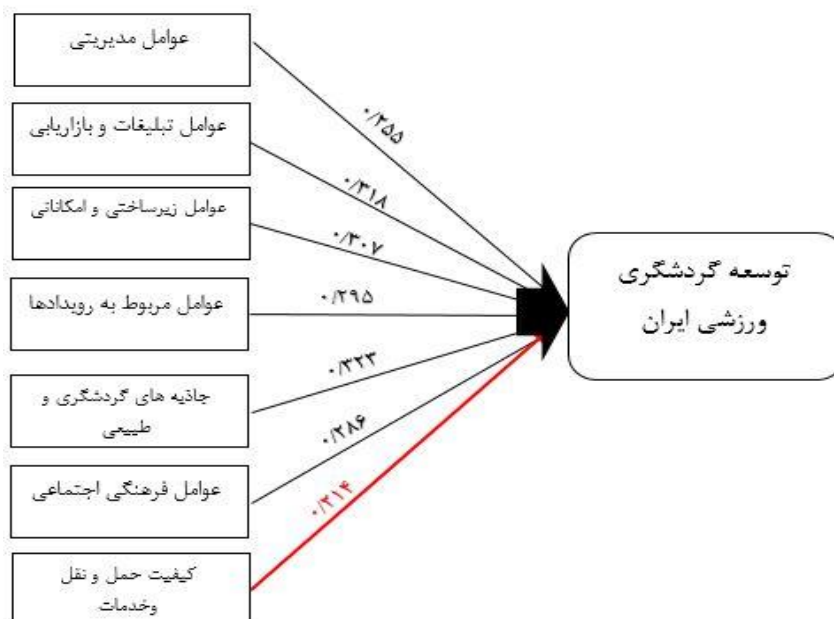 عوامل مدیریتی
۰/۲۵۵
عوامل تبلیغات و بازاریابی
۰/۳۱۸
عوامل زیرساختی و امکاناتی
۰/۳۰۷
عوامل مربوط به رویدادها
۰/۲۹۵
جاذبه های گردشگری و
طبیعی
۰/۳۲۳
عوامل فرهنگی اجتماعی
۰/۲۸۶
کیفیت حمل و نقل
وخدمات
۰/۲۱۴
توسعه گردشگری
ورزشی ایران